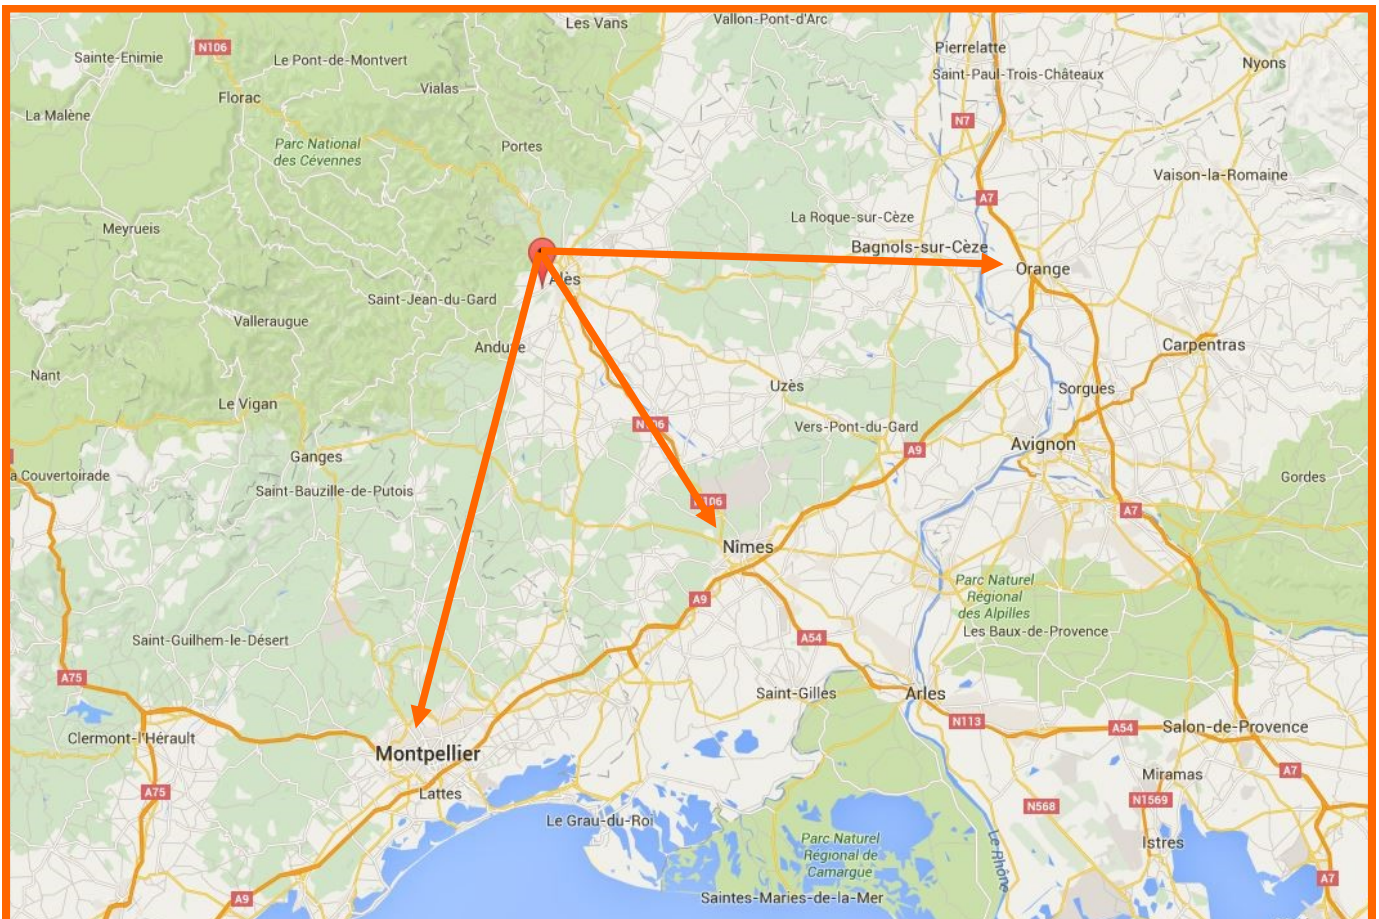 Les Vans
Vallon-Pont-d'Arc
N106
Sainte-Enimie
Le Pont-de-Montvert
Pierrelatte
Nyons
Saint-Paul-Trois-Châteaux
Vialas
Florac
La Malène
N7
Parc National
des Cévennes
Portes
Vaison-la-Romaine
A7
La Roque-sur-Cèze
Meyrueis
Bagnols-sur-Cèze
Orange
Alès
Saint-Jean-du-Gard
Valleraugue
Anduze
Carpentras
Nant
Uzès
Sorgues
Le Vigan
N106
Vers-Pont-du-Gard
Avignon
A9
Ganges
a Couvertoirade
Gordes
Saint-Bauzille-de-Putois
N106
A7
Nîmes
Parc Naturel
Régional
des Alpilles
A9
Les Baux-de-Provence
A54
Saint-Guilhem-le-Désert
A75
Saint-Gilles
Arles
N113
A54
Salon-de-Provence
Clermont-l'Hérault
Montpellier
A7
Miramas
A75
Lattes
N568
N1569
Le Grau-du-Roi
Parc Naturel
Régional de
Camargue
Istres
Le Rhône
A7
A9
Saintes-Maries-de-la-Mer